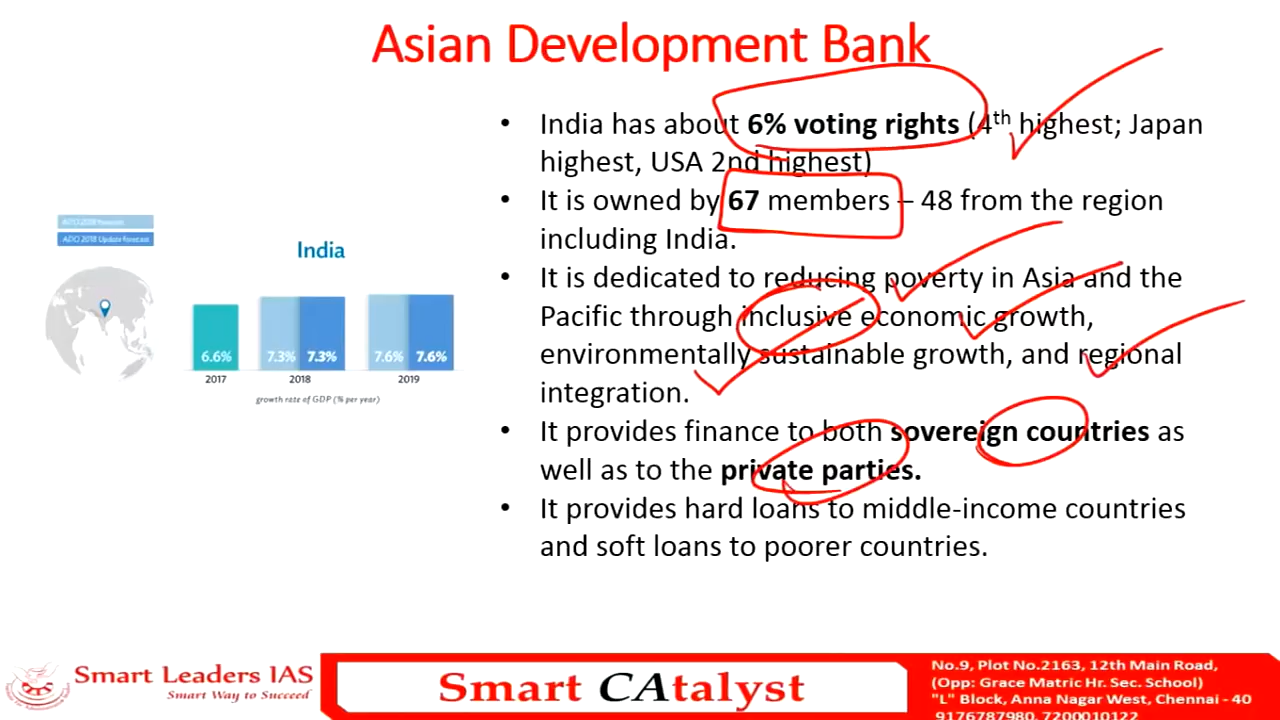 Asian Development Bank
• India has about 6% voting rights (4th highest; Japan
highest, USA 2nd highest)
• It is owned by 67 members – 48 from the region
including India.
• It is dedicated to reducing poverty in Asia and the
Pacific through inclusive economic growth,
environmentally sustainable growth, and regional
integration.
• It provides finance to both sovereign countries as
well as to the private parties.
• It provides hard loans to middle-income countries
and soft loans to poorer countries.
ADO 2018
ADO 2018 Update forecast
India
6.6%
7.3%
7.3%
7.6%
7.6%
2017
2018
2019
growth rate of GDP (% per year)
Smart Leaders IAS
Smart Way to Succeed
Smart CAtalyst
No.9, Plot No.2163, 12th Main Road,
(Opp: Grace Matric Hr. Sec. School)
"L" Block, Anna Nagar West, Chennai - 40
9176787980, 7200010122